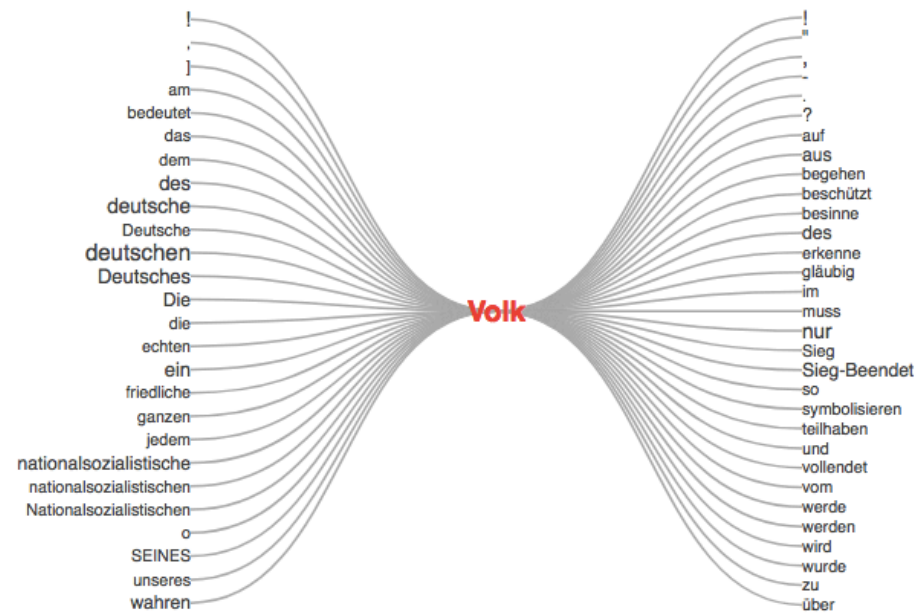 !
,
]
am
bedeutet
das
dem
des
deutsche
Deutsche
deutschen
Deutsches
Die
die
echten
ein
friedliche
ganzen
jedem
nationalsozialistische
nationalsozialistischen
Nationalsozialistischen
o
SEINES
unseres
wahren
Volk
!
"
,
-
.
?
auf
aus
begehen
beschützt
besinne
des
erkenne
gläubig
im
muss
nur
Sieg
Sieg-Beendet
so
symbolisieren
teilhaben
und
vollendet
vom
werde
werden
wird
wurde
zu
über